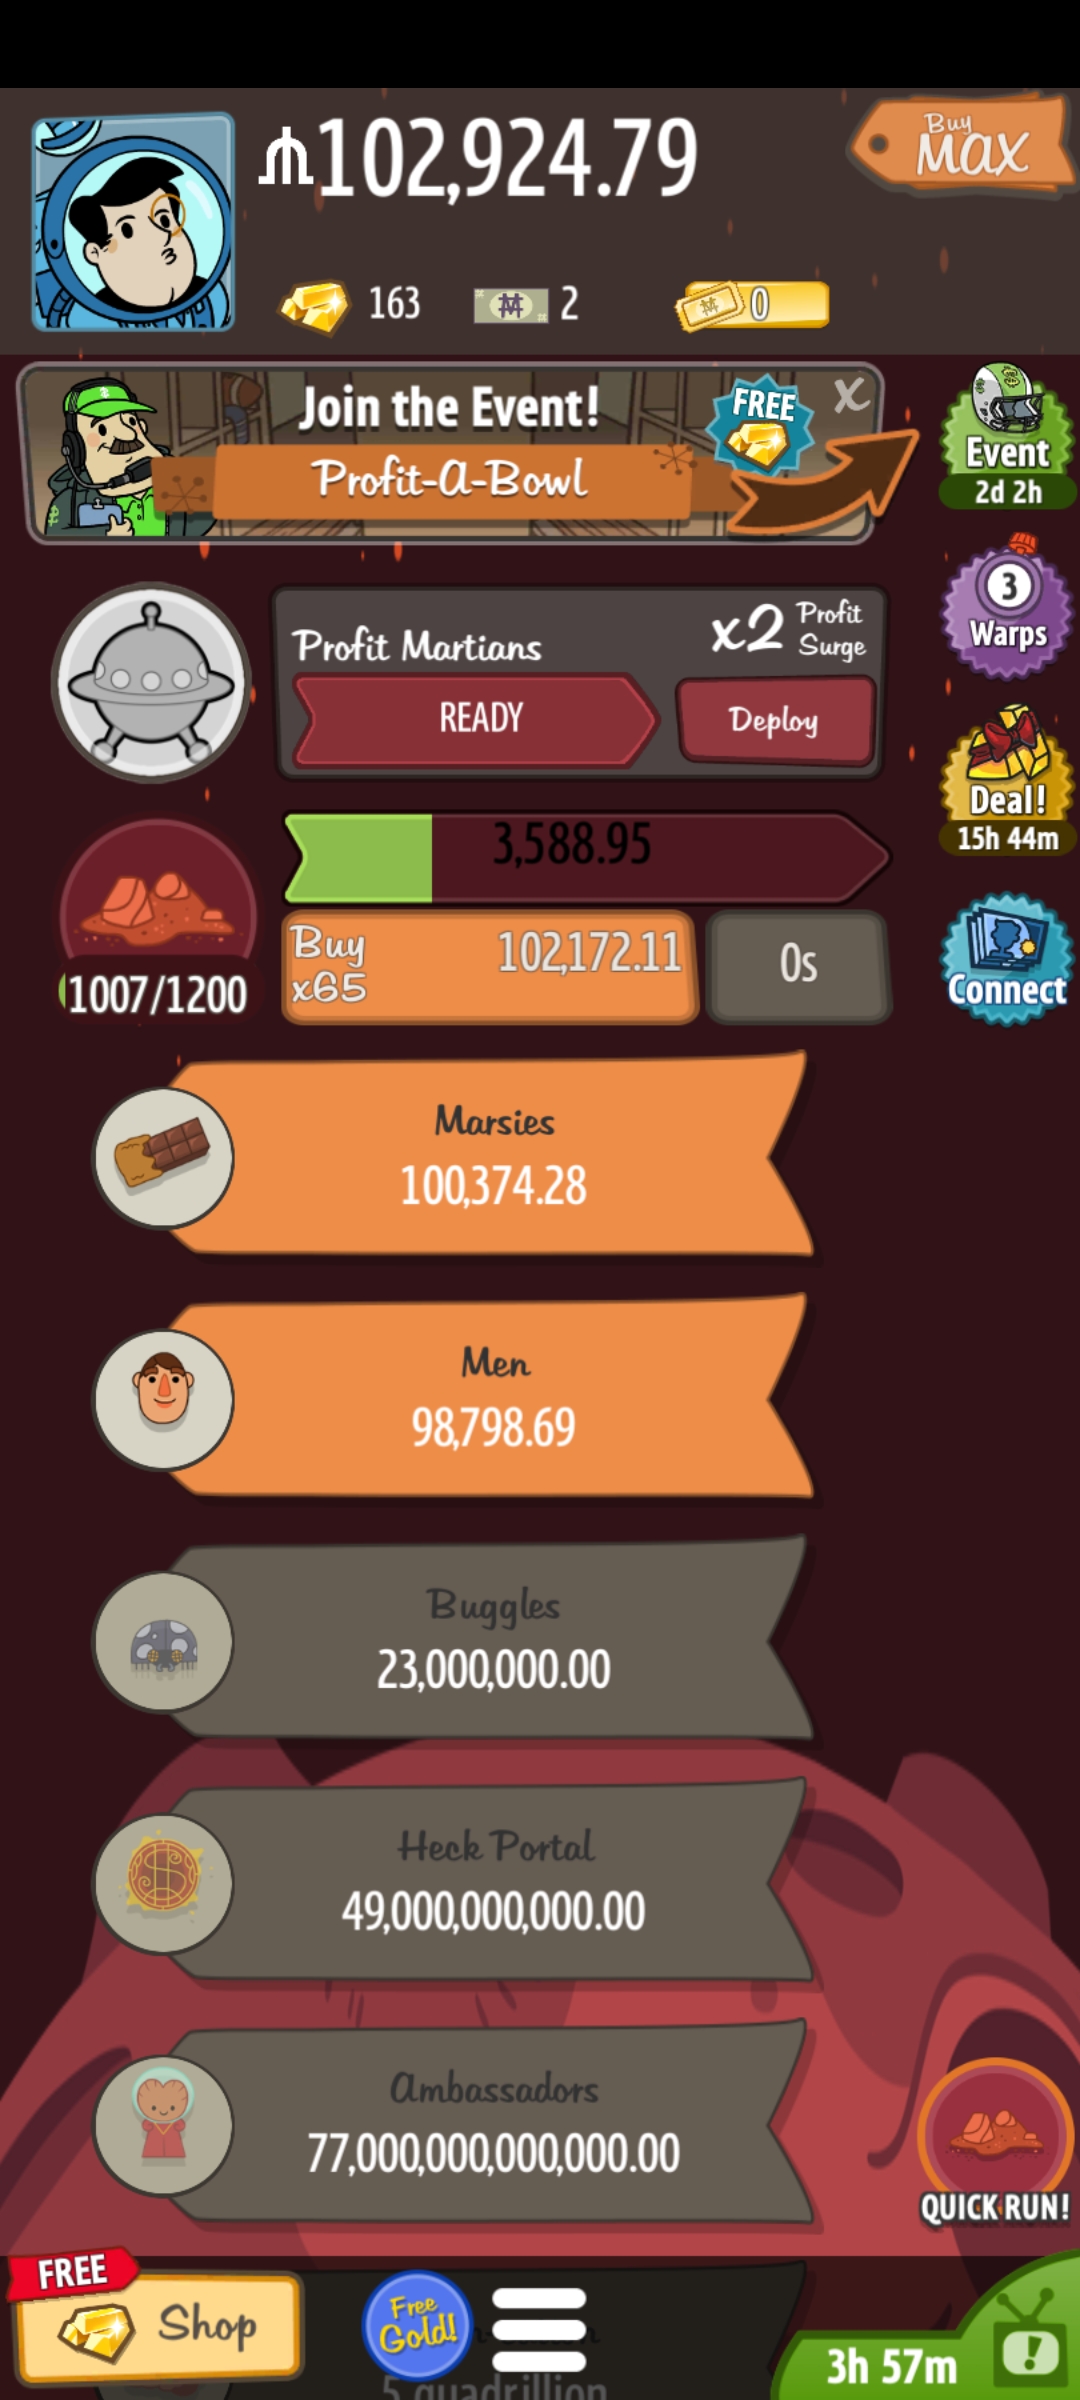 102,924.79
Buy
MAX
163
2
0
Join the Event!
Profit-A-Bowl
FREE
X
Event
2d 2h
3
Warps
Profit Martians
x2 Profit
Surge
READY
Deploy
Deal!
15h 44m
3,588.95
1007/1200
Buy
x65
102,172.11
0s
Connect
Marsies
100,374.28
Men
98,798.69
Buggles
23,000,000.00
Heck Portal
49,000,000,000.00
Ambassadors
77,000,000,000,000.00
QUICK RUN!
FREE
Shop
Free
Gold!
3h 57m
5 quadrillion